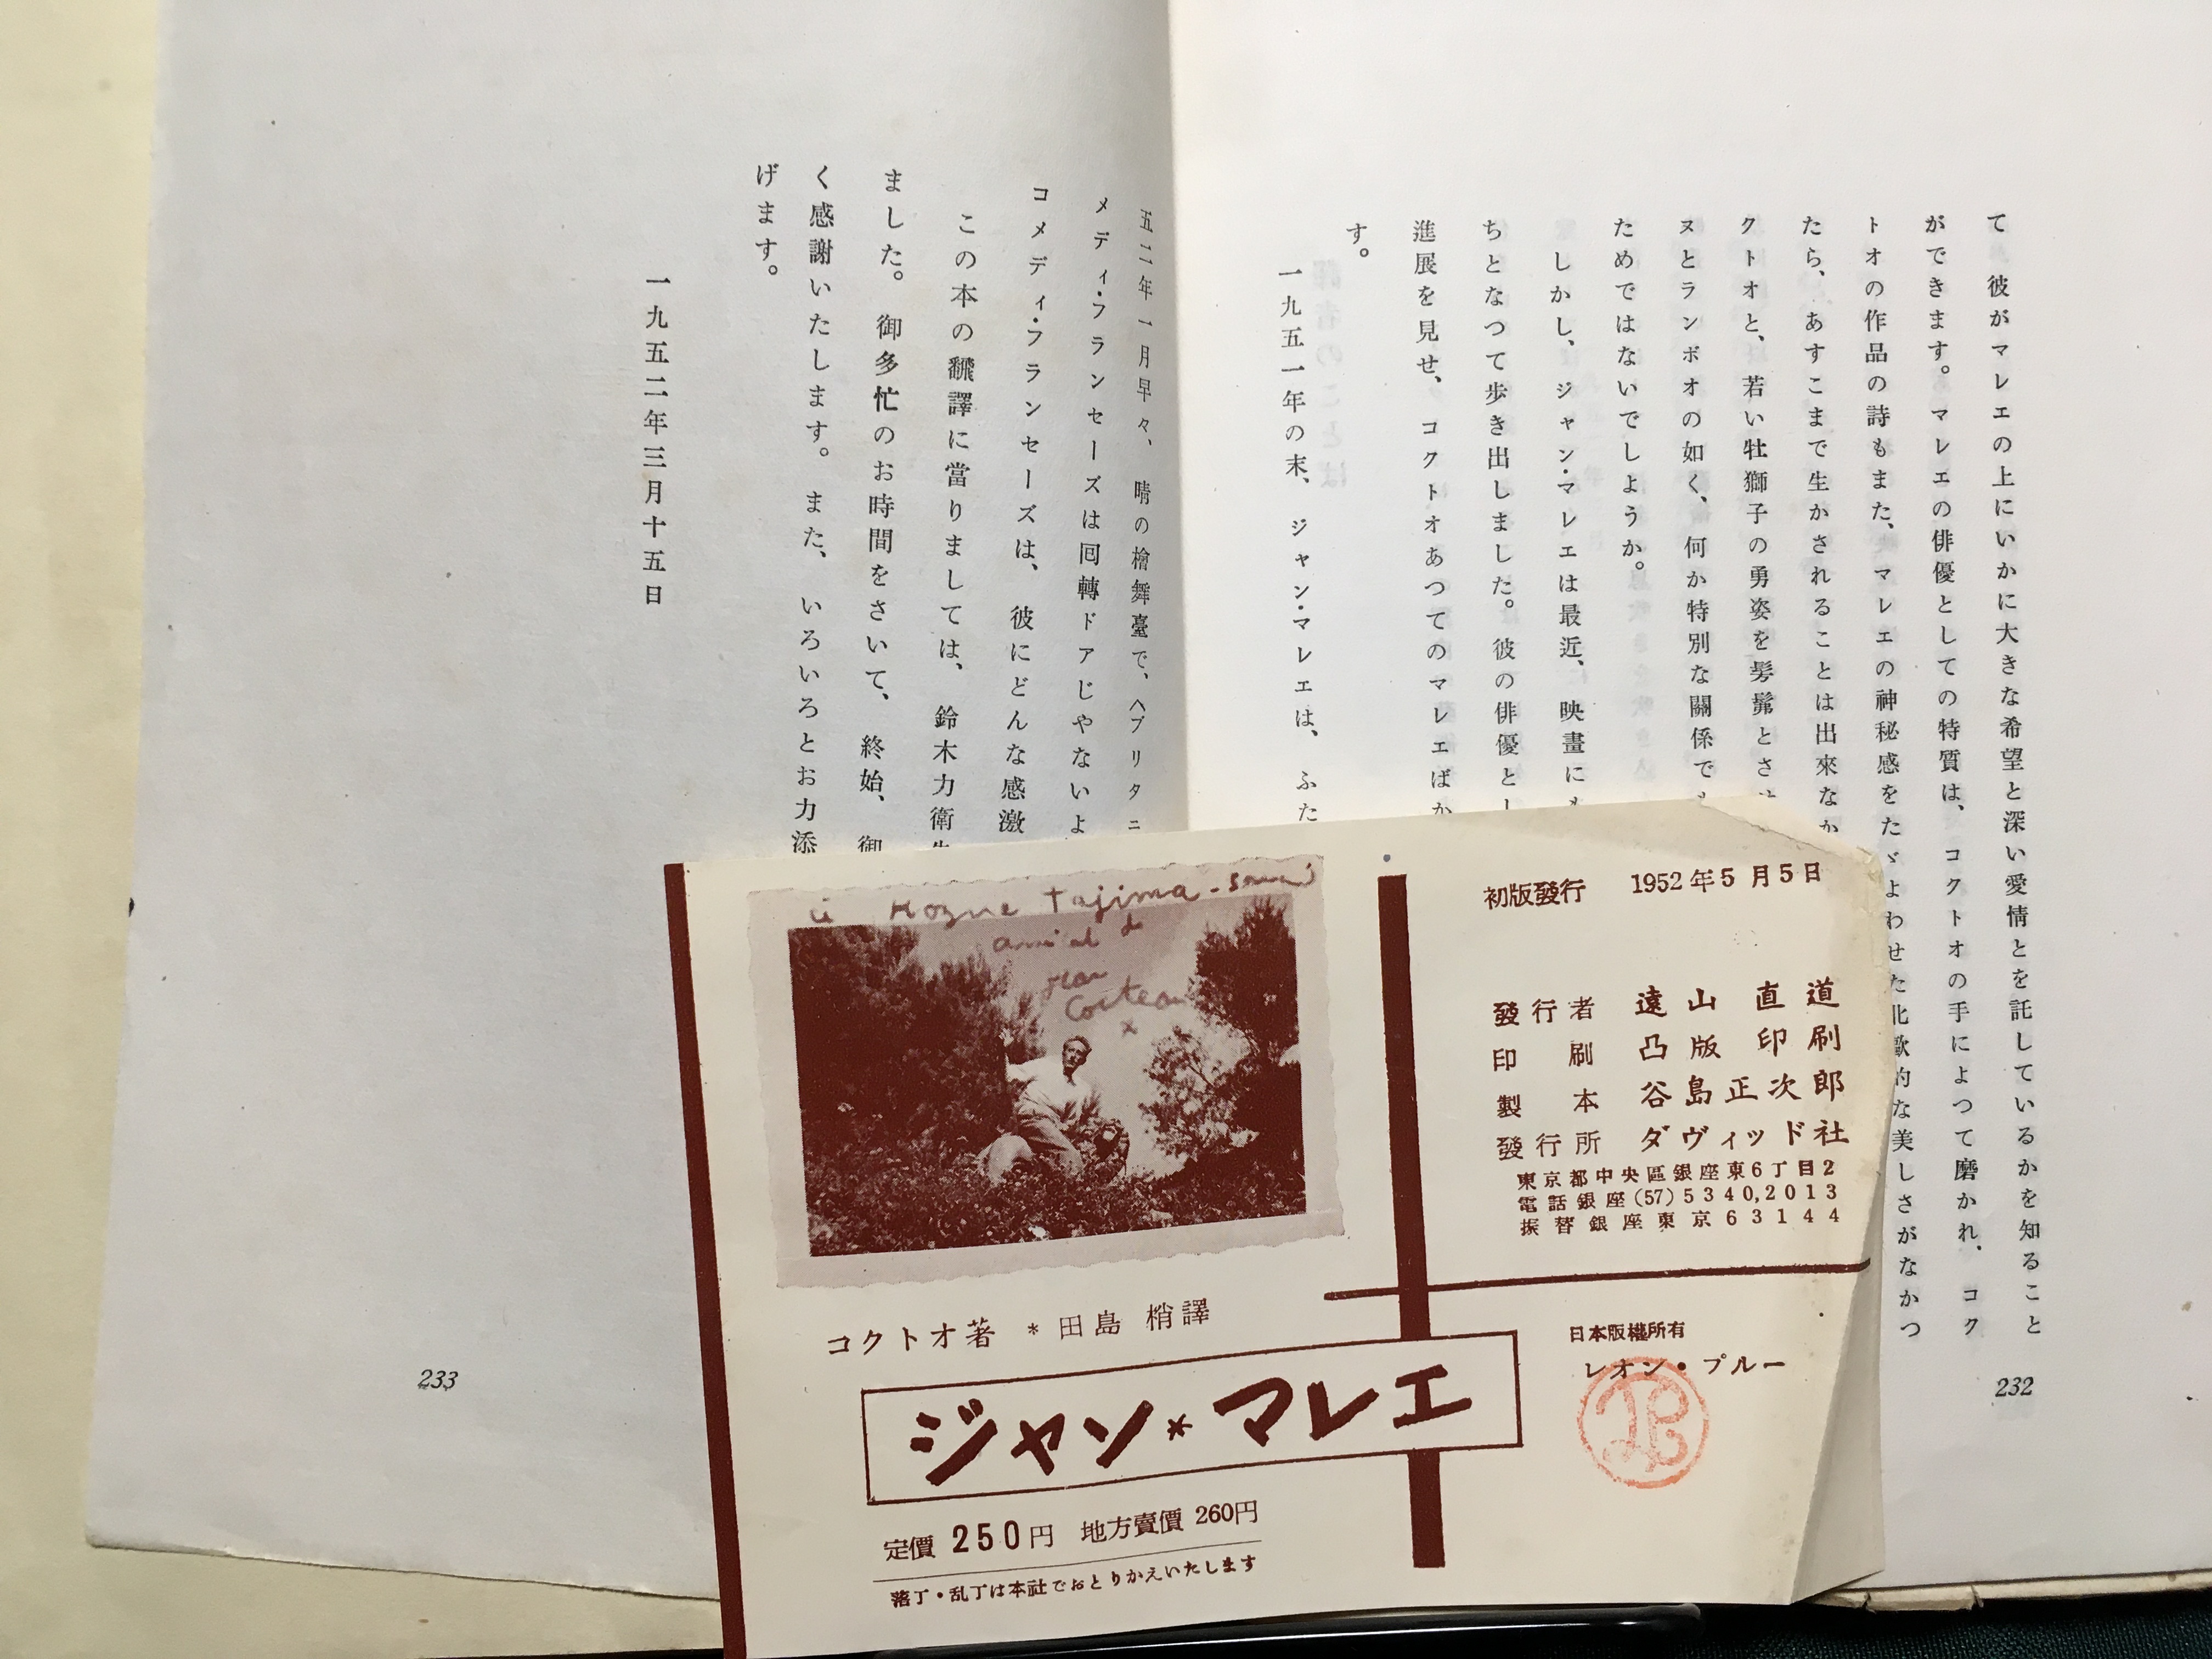 て 彼がマレエの上にいかに大きな希望と深い愛情とを託しているかを知ること
ができます。マレエの俳優としての特質は、コクトオの手によつて磨かれ、コク
トオの作品の詩もまた、マレエの神秘感をたゞよわせた北歐的な美しさがなかつ
たら、あすこまで生かされることは出來なか
クトオと、若い牡獅子の勇姿を髣髴とさせ
ヌとランボオの如く、何か特別な關係で
ためではないでしようか。
しかし、ジャン・マレエは最近、映畫に
ちとなつて歩き出しました。彼の俳優とし
進展を見せ、コクトオあつてのマレエばか
す。
一九五一年の末、ジャン・マレエは、ふた
232
五二年一月早々、晴の檜舞臺で、へブリタニ
メディ・フランセーズは囘轉ドアじやないよ
コメディ・フランセーズは、彼にどんな感激
この本の飜譯に當りましては、鈴木力衛
ました。御多忙のお時間をさいて、終始、御
く感謝いたします。また、いろいろとお力添
げます。
一九五二年三月十五日
233
à Kozue Tajima
amical
Jean
Cocteau
*
コクトオ著 * 田島 梢譯
ジャン*マレエ
定價 250円 地方賣價 260円
落丁・乱丁は本社でおとりかえいたします
初版發行 1952年5月5日
發行者 遠山直道
印刷 凸版印刷
製本 谷島正次郎
發行所 ダヴィッド社
東京都中央區銀座東6丁目2
電話銀座(57)5340,2013
振替銀座東京63144
日本版權所有
レオン・プルー